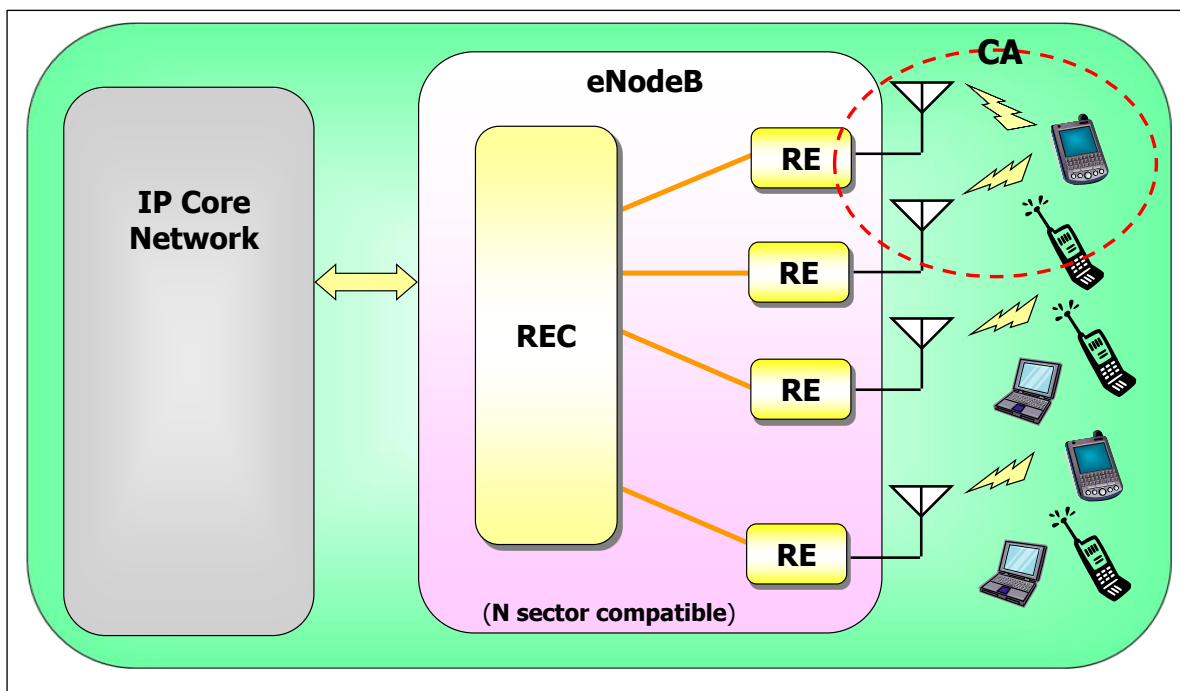 CA
eNodeB
IP Core
Network
REC
RE
RE
RE
RE
(N sector compatible)